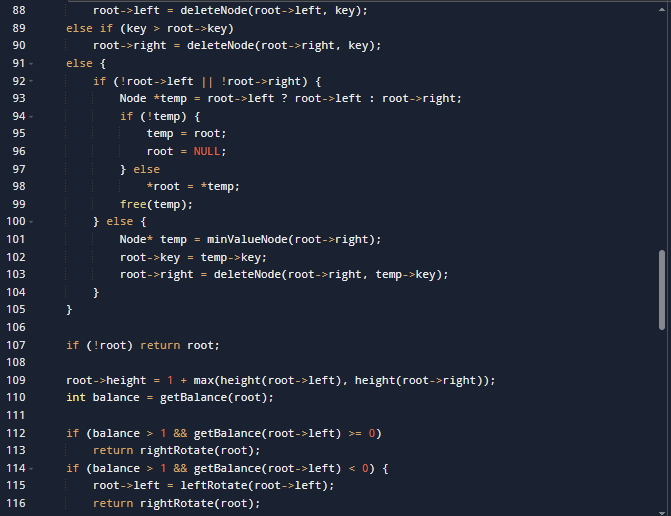 88 root->left = deleteNode(root->left, key);
89 else if (key > root->key)
90 root->right = deleteNode(root->right, key);
91 else {
92 if (!root->left || !root->right) {
93 Node *temp = root->left ? root->left : root->right;
94 if (!temp) {
95 temp = root;
96 root = NULL;
97 } else
98 *root = *temp;
99 free(temp);
100 } else {
101 Node* temp = minValueNode(root->right);
102 root->key = temp->key;
103 root->right = deleteNode(root->right, temp->key);
104 }
105 }
106
107 if (!root) return root;
108
109 root->height = 1 + max(height(root->left), height(root->right));
110 int balance = getBalance(root);
111
112 if (balance > 1 && getBalance(root->left) >= 0)
113 return rightRotate(root);
114 if (balance > 1 && getBalance(root->left) < 0) {
115 root->left = leftRotate(root->left);
116 return rightRotate(root);